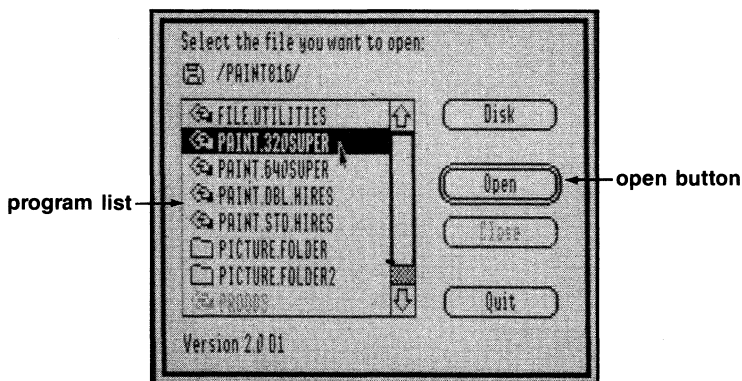 Select the file you want to open:
/PAINT816/
FILE.UTILITIES
PAINT.320SUPER
PAINT.640SUPER
PAINT.DBL.HIRES
PAINT.STD.HIRES
PICTURE.FOLDER
PICTURE.FOLDER2
PRODOS
Disk
Open
Close
Quit
Version 2.0 D1
program list
open button